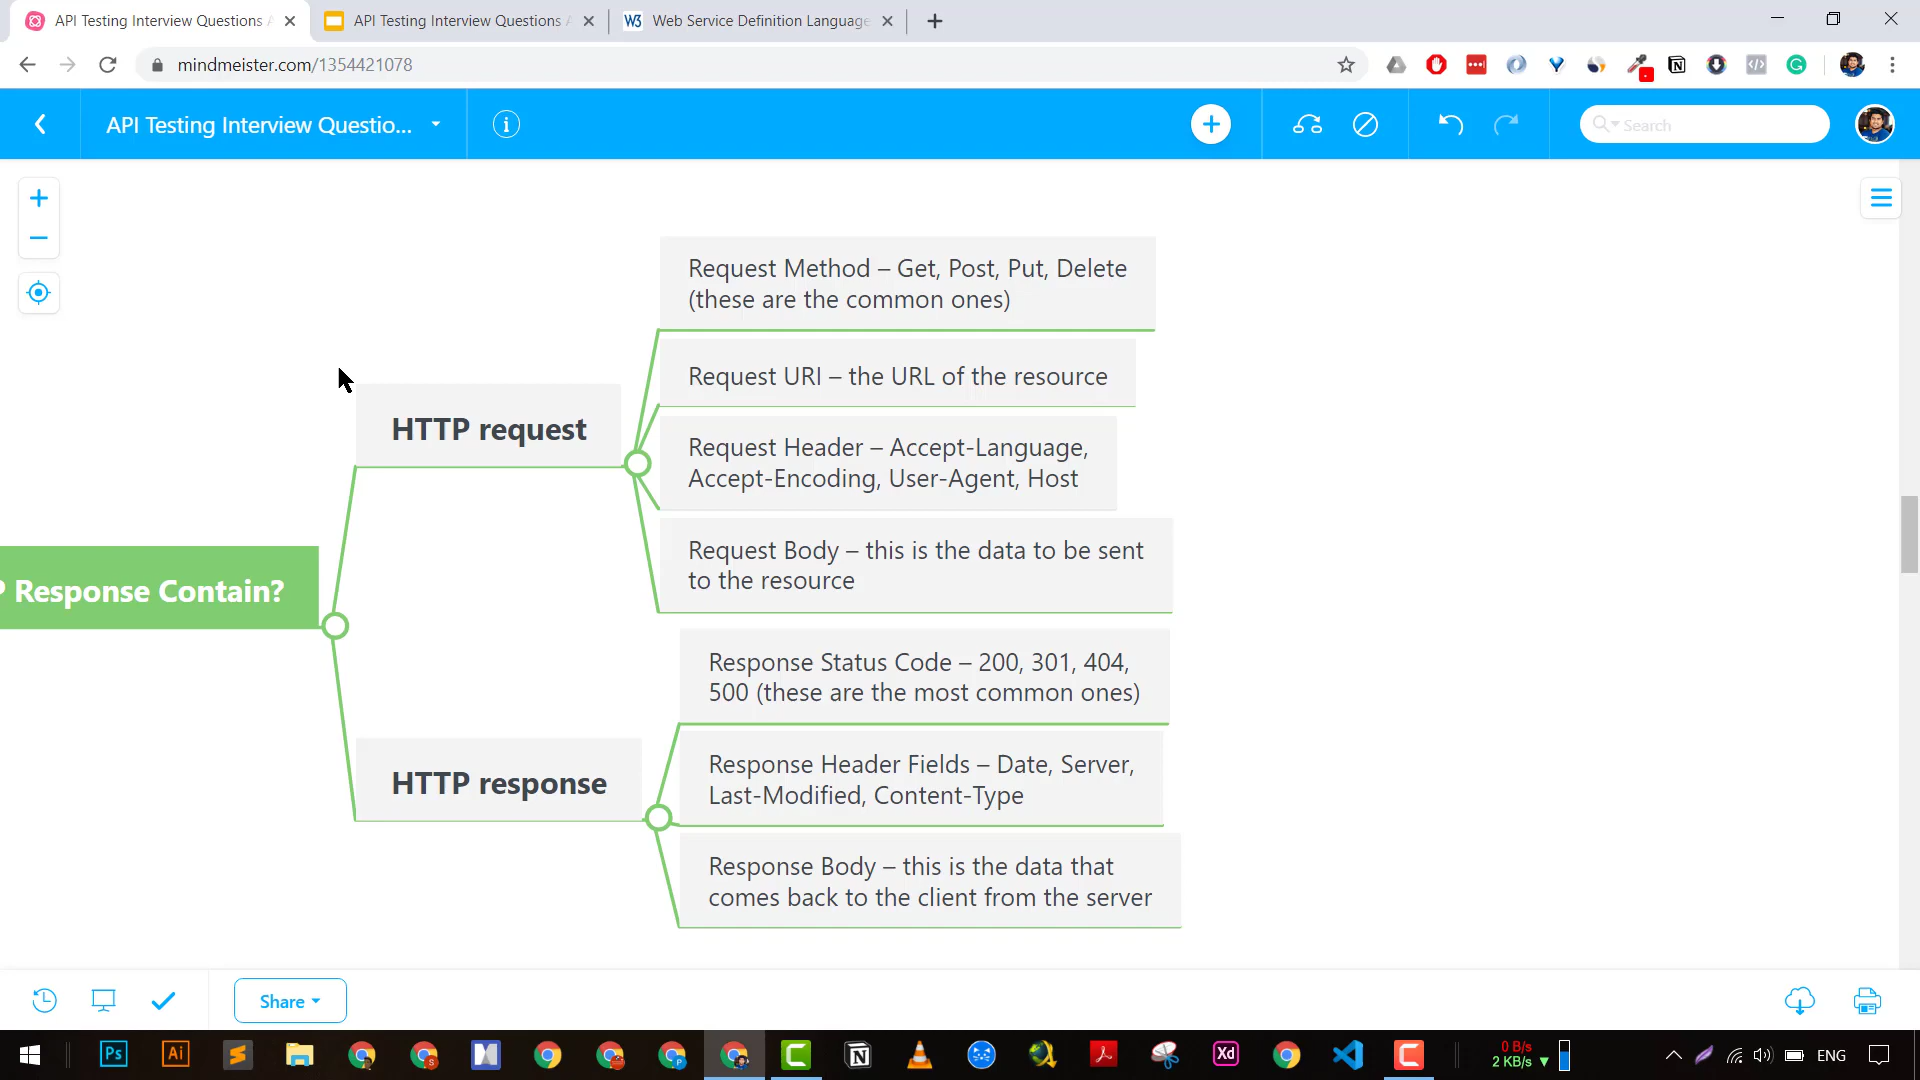 API Testing Interview Questions A
API Testing Interview Questions A
W3
Web Service Definition Language
mindmeister.com/1354421078
API Testing Interview Questio...
Search
Request Method – Get, Post, Put, Delete
(these are the common ones)
Request URI – the URL of the resource
HTTP request
Request Header – Accept-Language,
Accept-Encoding, User-Agent, Host
Request Body – this is the data to be sent
to the resource
P Response Contain?
Response Status Code – 200, 301, 404,
500 (these are the most common ones)
HTTP response
Response Header Fields – Date, Server,
Last-Modified, Content-Type
Response Body – this is the data that
comes back to the client from the server
Share
Ps
Ai
Xd
0 B/s
2 KB/s
ENG